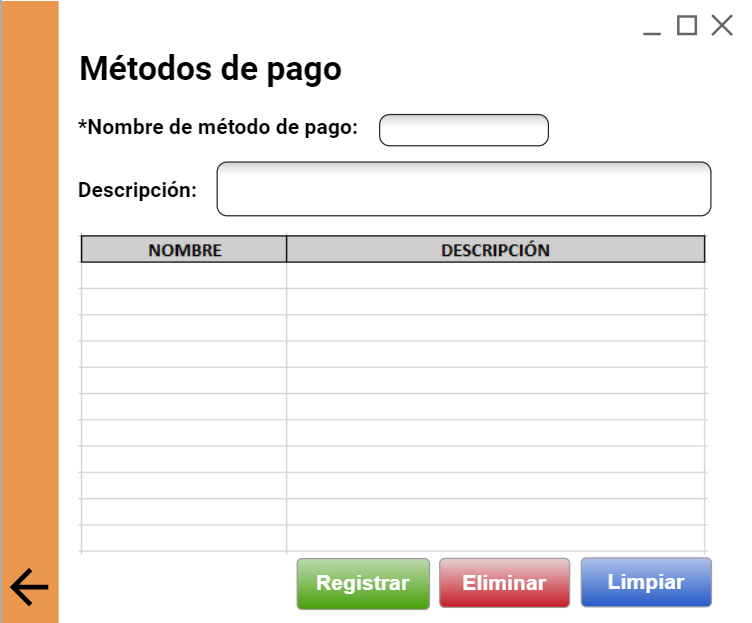 Métodos de pago
*Nombre de método de pago:
Descripción:
NOMBRE DESCRIPCIÓN
Registrar Eliminar Limpiar